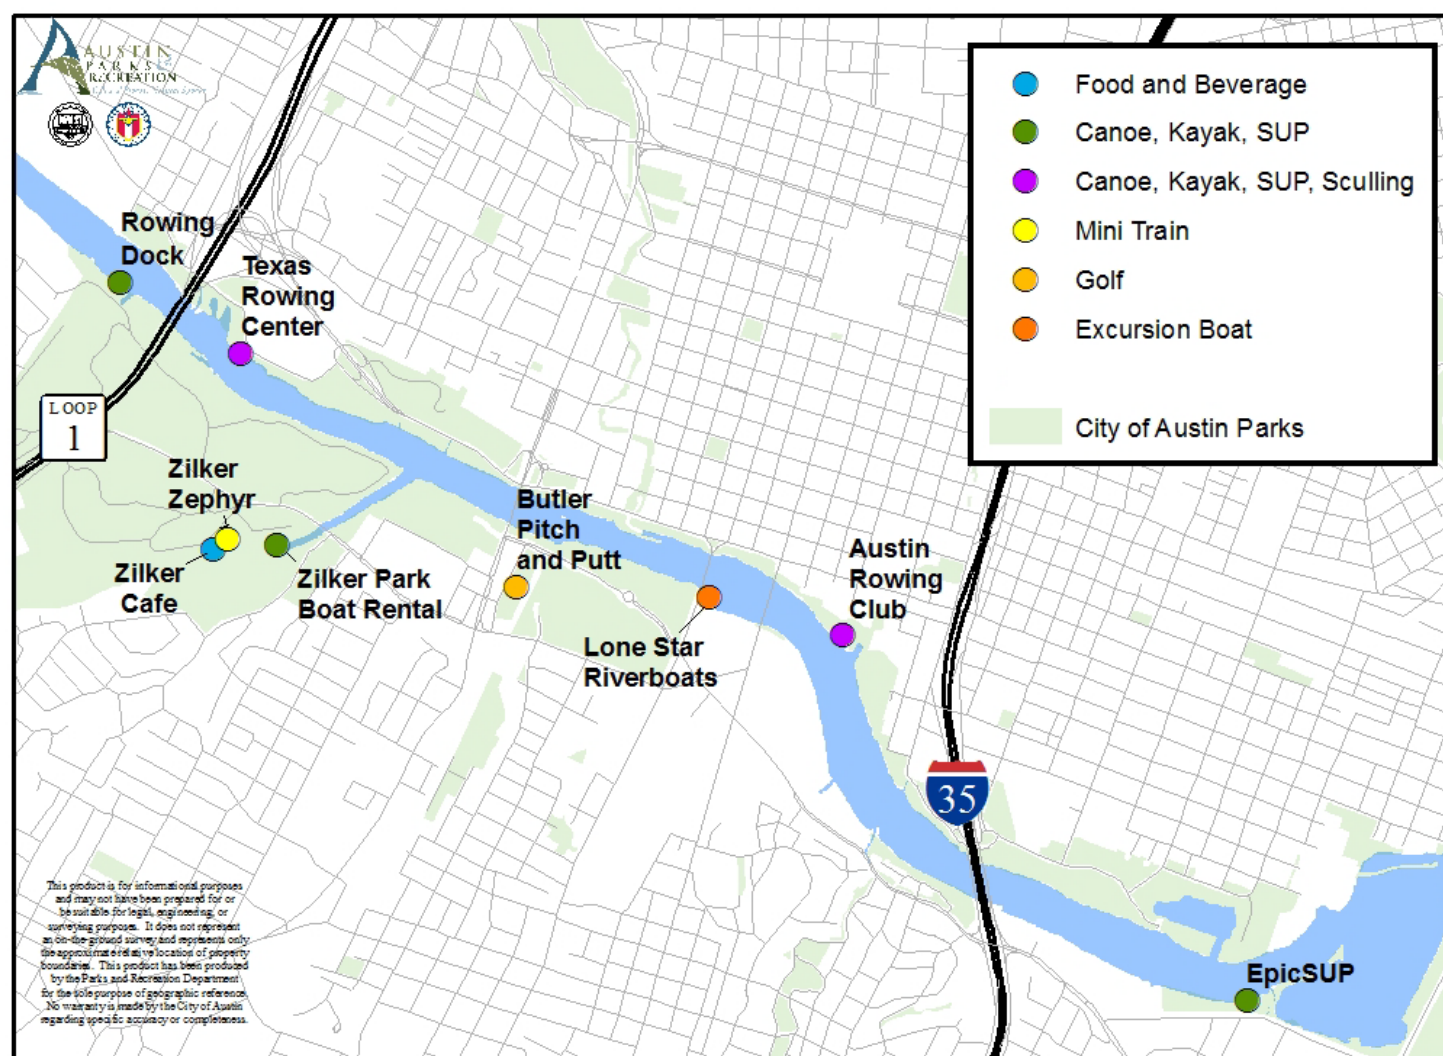 AUSTIN
PARKS
RECREATION
Rowing
Dock
Texas
Rowing
Center
LOOP
1
Zilker
Zephyr
Zilker
Cafe
Zilker Park
Boat Rental
Butler
Pitch
and Putt
Lone Star
Riverboats
Austin
Rowing
Club
35
EpicSUP
Food and Beverage
Canoe, Kayak, SUP
Canoe, Kayak, SUP, Sculling
Mini Train
Golf
Excursion Boat
City of Austin Parks
This product is for informational purposes
and may not have been prepared for or
be suitable for legal, engineering, or
surveying purposes. It does not represent
an on-the-ground survey and represents only
the approximate relative location of property
boundaries. This product has been produced
by the Parks and Recreation Department
for the sole purpose of geographic reference.
No warranty is made by the City of Austin
regarding specific accuracy or completeness.